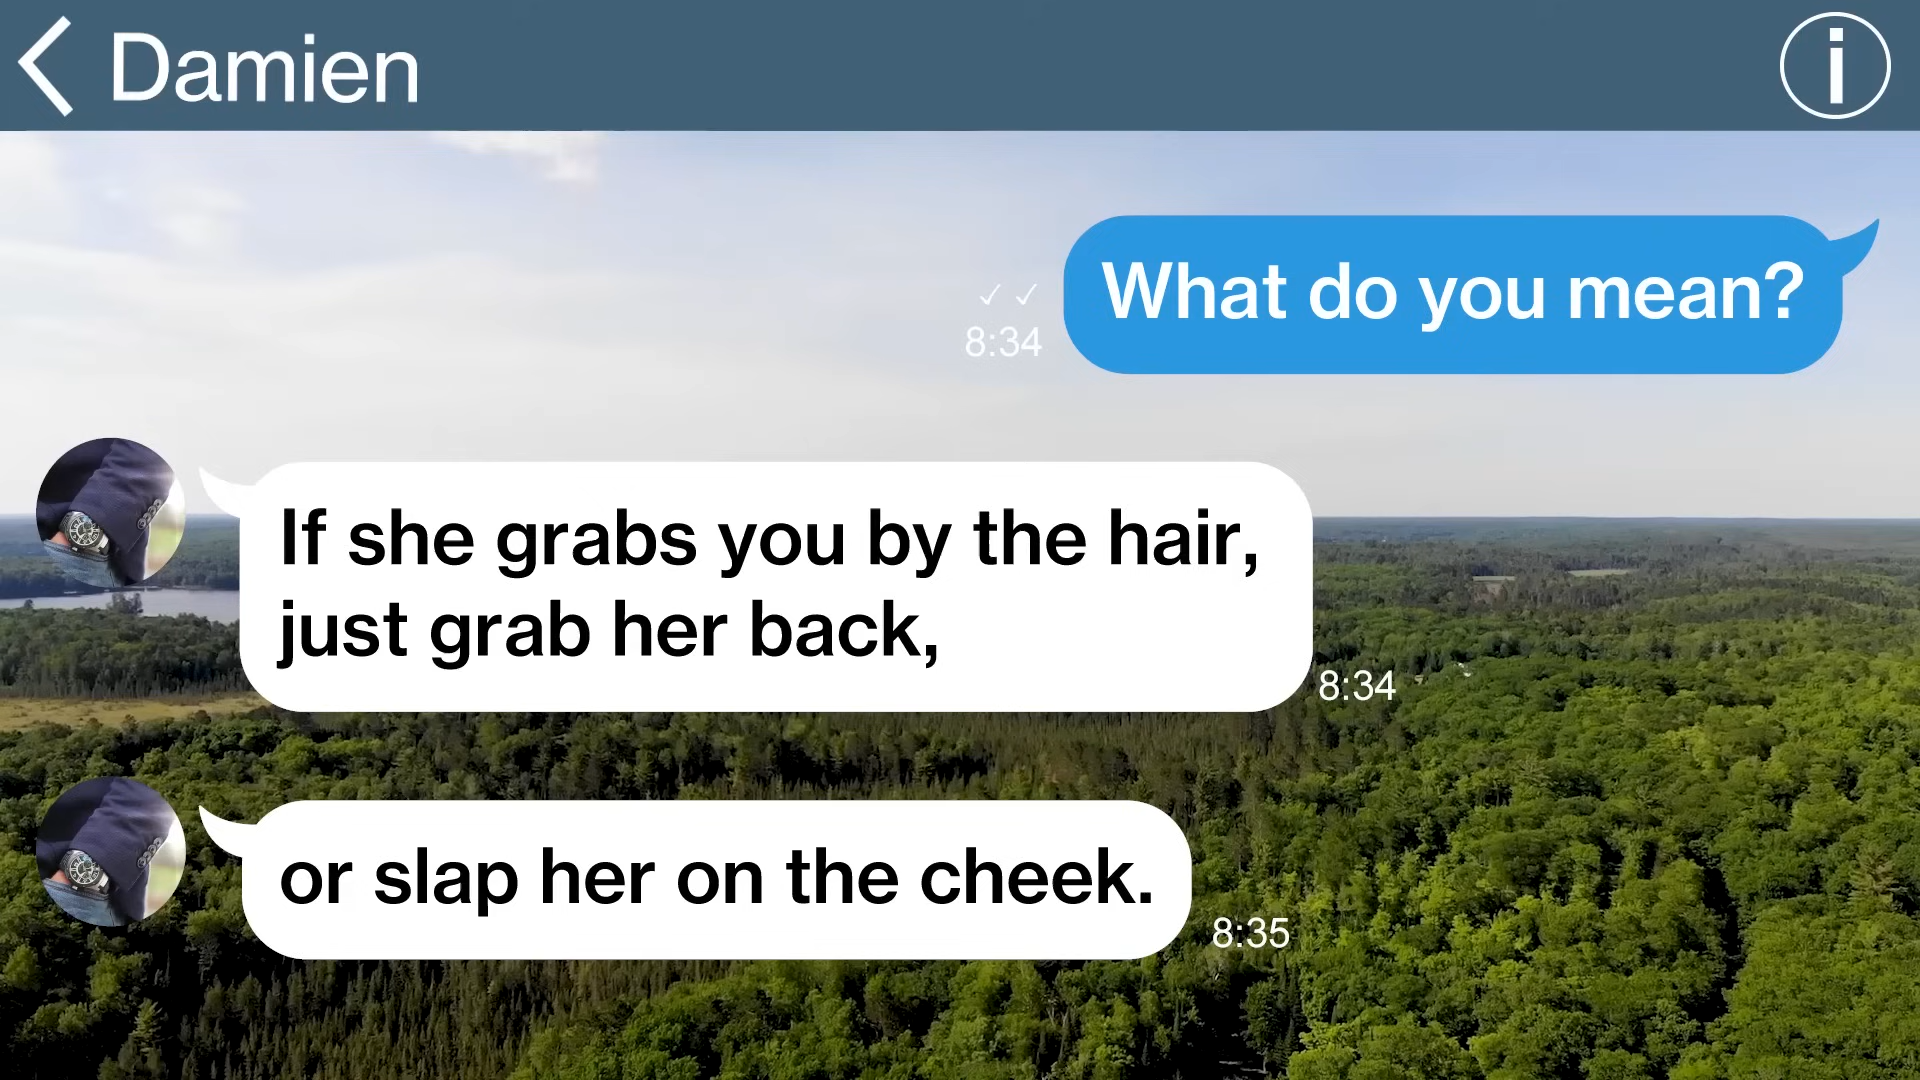 Damien
What do you mean?
8:34
If she grabs you by the hair,
just grab her back,
8:34
or slap her on the cheek.
8:35